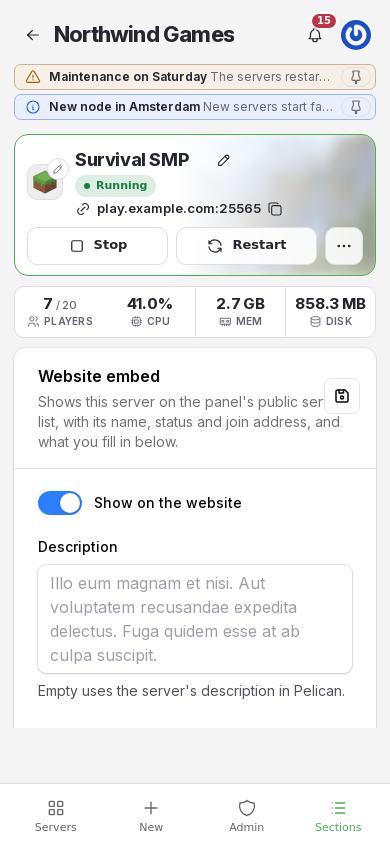 Northwind Games
15
Maintenance on Saturday The servers restar...
New node in Amsterdam New servers start fa...
Survival SMP
Running
play.example.com:25565
Stop
Restart
7 / 20
PLAYERS
41.0%
CPU
2.7 GB
MEM
858.3 MB
DISK
Website embed
Shows this server on the panel's public ser
list, with its name, status and join address, and
what you fill in below.
Show on the website
Description
Illo eum magnam et nisi. Aut
voluptatem recusandae expedita
delectus. Fuga quidem esse at ab
culpa suscipit.
Empty uses the server's description in Pelican.
Servers
New
Admin
Sections